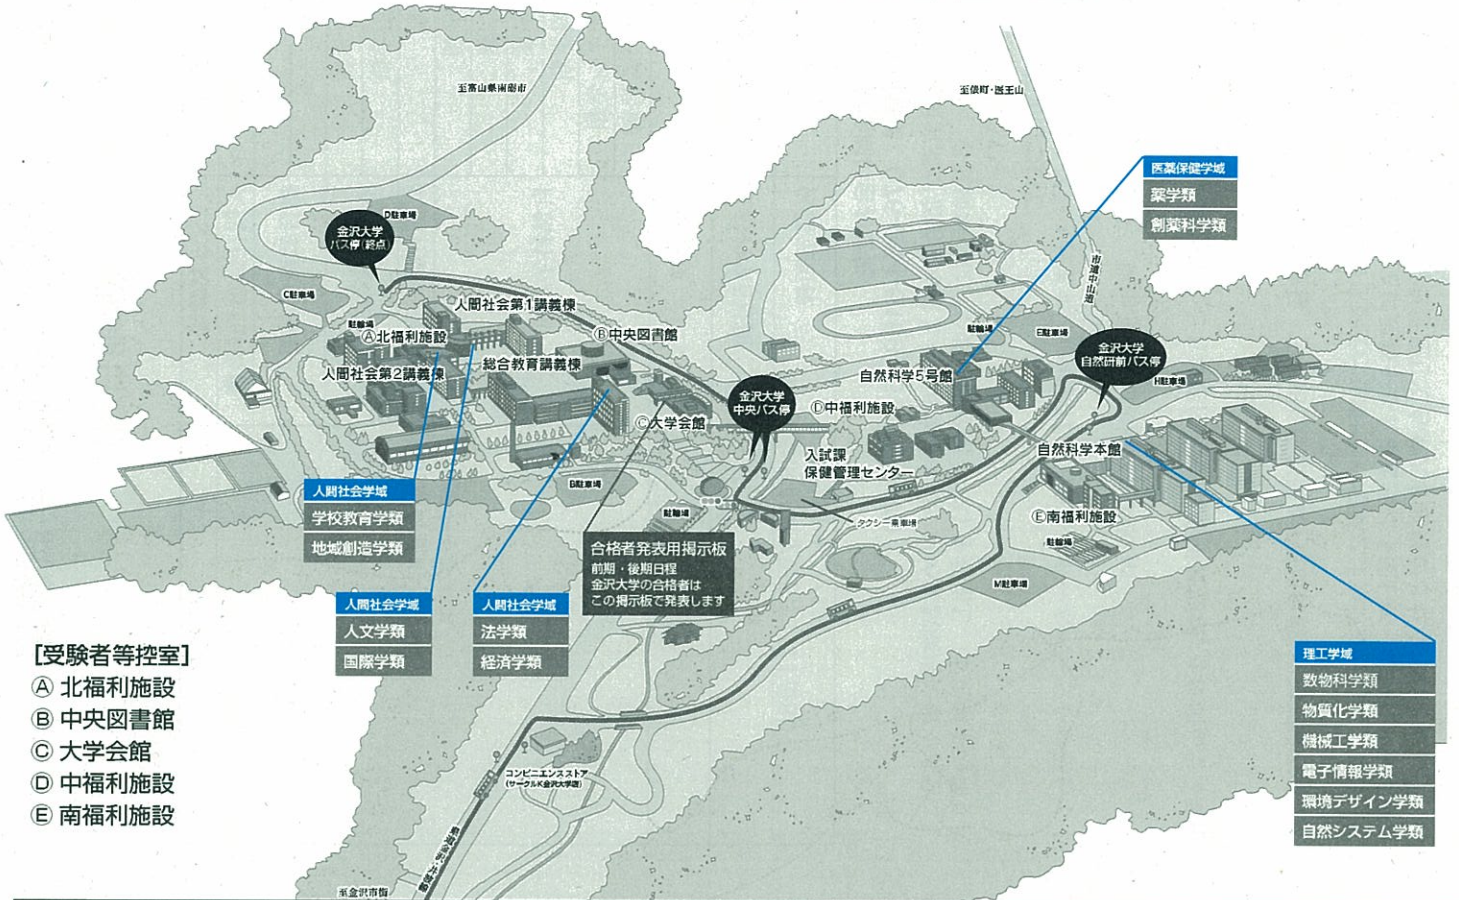 至富山県南砺市
至俵町・医王山
医薬保健学域
薬学類
創薬科学類
D駐車場
金沢大学
バス停(終点)
市道中山道
C駐車場
人間社会第1講義棟
駐輪場
Ⓐ北福利施設
Ⓑ中央図書館
駐輪場
E駐車場
金沢大学
自然研前バス停
人間社会第2講義棟
総合教育講義棟
自然科学5号館
H駐車場
金沢大学
中央バス停
Ⓓ中福利施設
Ⓒ大学会館
入試課
保健管理センター
自然科学本館
B駐車場
人間社会学域
学校教育学類
地域創造学類
駐輪場
タクシー乗車場
Ⓔ南福利施設
駐輪場
合格者発表用掲示板
前期・後期日程
金沢大学の合格者は
この掲示板で発表します
M駐車場
人間社会学域
人文学類
国際学類
人間社会学域
法学類
経済学類
[受験者等控室]
Ⓐ 北福利施設
Ⓑ 中央図書館
Ⓒ 大学会館
Ⓓ 中福利施設
Ⓔ 南福利施設
理工学域
数物科学類
物質化学類
機械工学類
電子情報学類
環境デザイン学類
自然システム学類
コンビニエンスストア
(サークルK金沢大学店)
至金沢市街